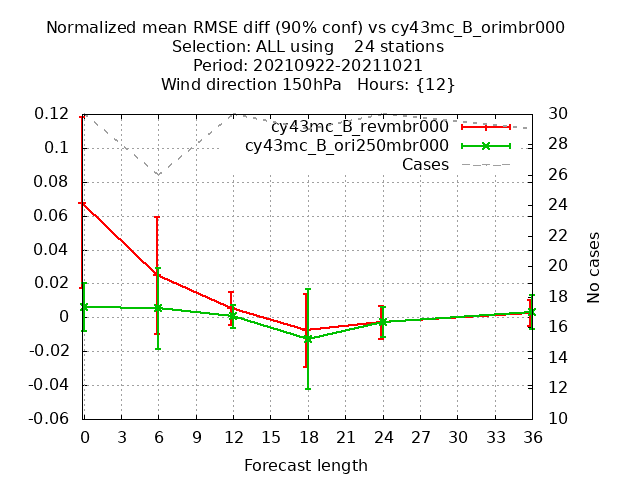 Normalized mean RMSE diff (90% conf) vs cy43mc_B_orimbr000
Selection: ALL using    24 stations
Period: 20210922-20211021
Wind direction 150hPa   Hours: {12}
cy43mc_B_revmbr000
cy43mc_B_ori250mbr000
Cases
0.12
0.1
0.08
0.06
0.04
0.02
0
-0.02
-0.04
-0.06
30
28
26
24
22
20
18
16
14
12
10
No cases
0 3 6 9 12 15 18 21 24 27 30 33 36
Forecast length